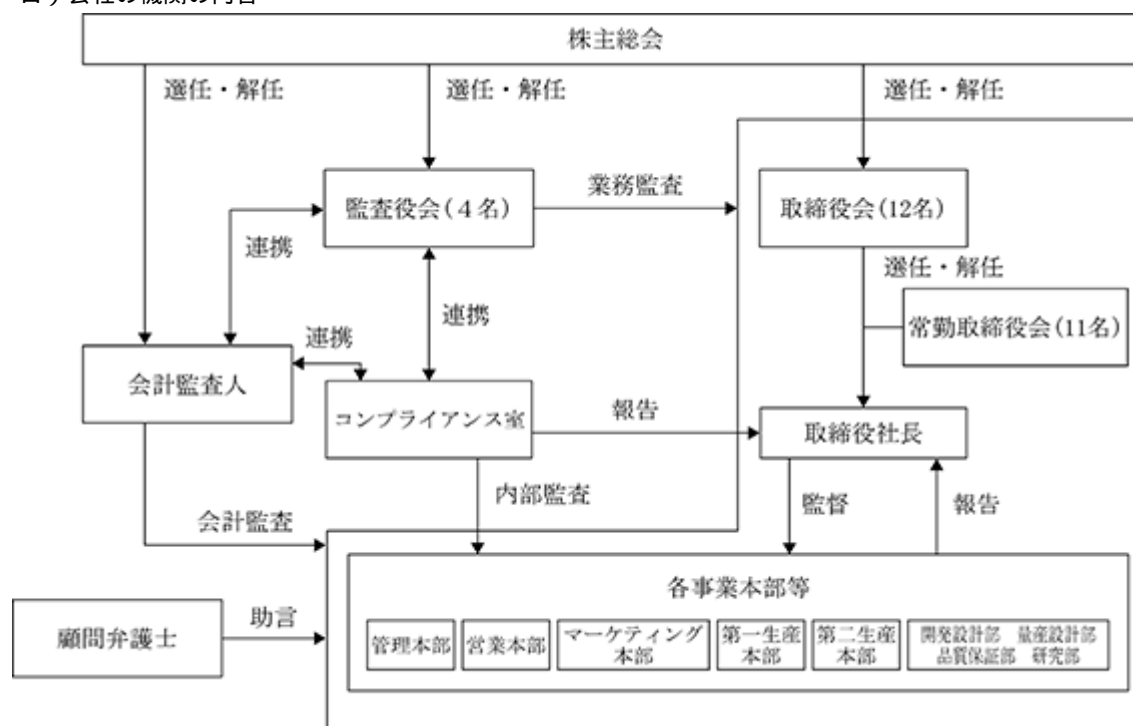 株主総会
選任・解任
選任・解任
選任・解任
監査役会(4名)
業務監査
取締役会(12名)
連携
選任・解任
連携
常勤取締役会(11名)
連携
会計監査人
コンプライアンス室
報告
取締役社長
内部監査
監督
報告
会計監査
各事業本部等
顧問弁護士
助言
管理本部
営業本部
マーケティング
本部
第一生産
本部
第二生産
本部
開発設計部 量産設計部
品質保証部 研究部